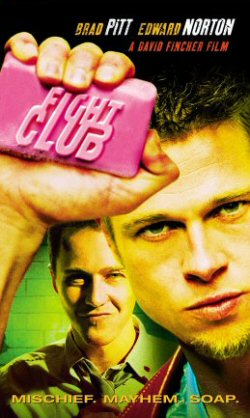 BRAD PITT EDWARD NORTON
A DAVID FINCHER FILM
FIGHT
CLUB
MISCHIEF. MAYHEM. SOAP.